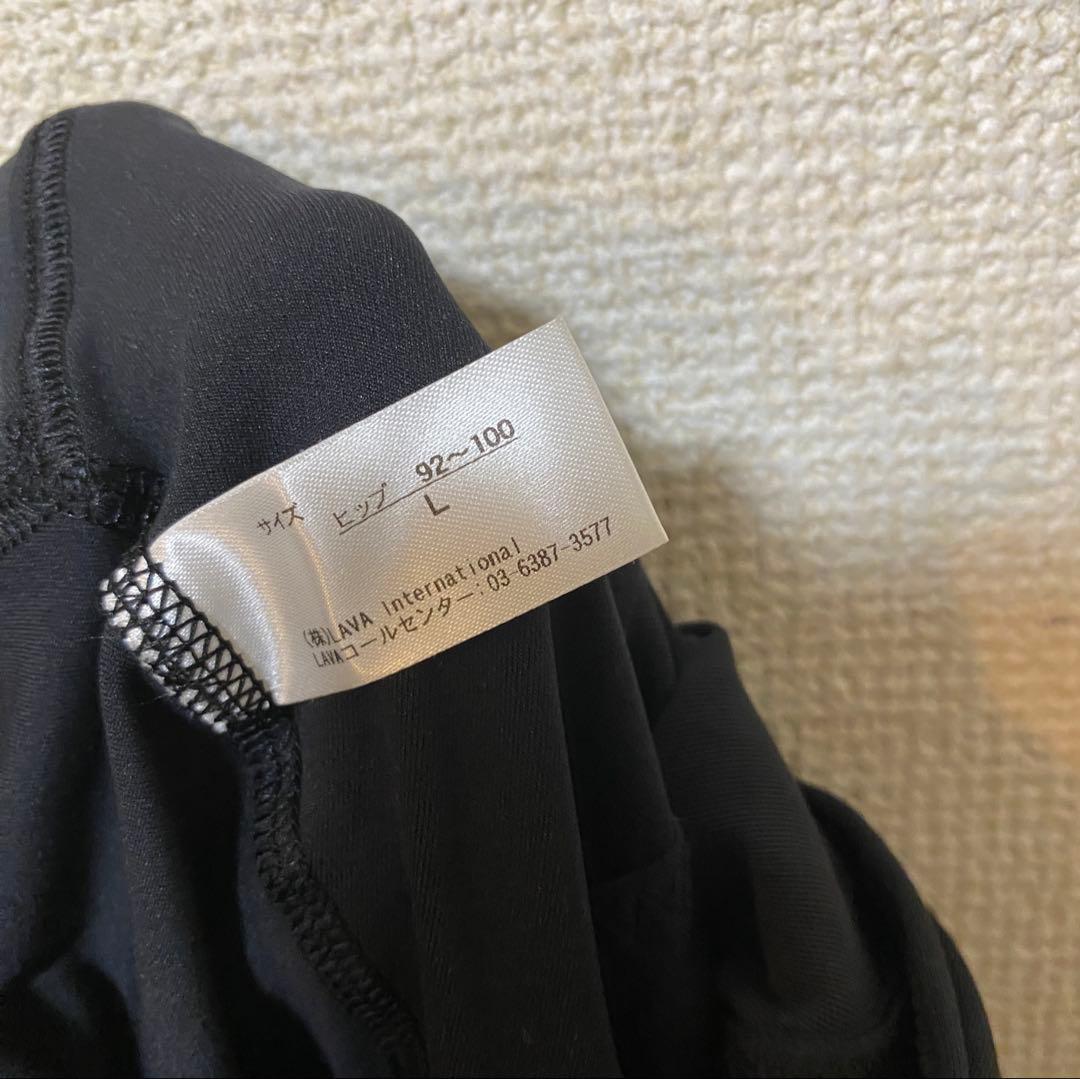 サイズ ヒップ 92〜100
L
(株)LAVA International
LAVAコールセンター:03-6387-3577